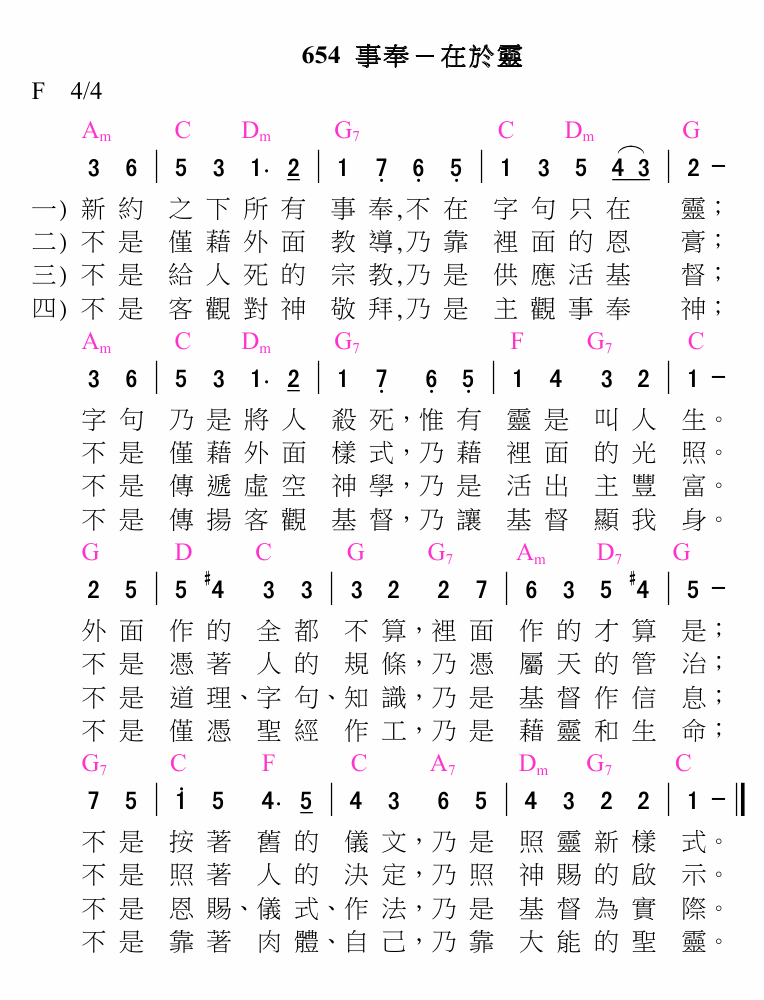 654 事奉－在於靈
F 4/4
Am C Dm G7 C Dm G
3 6 | 5 3 1· 2 | 1 7 6 5 | 1 3 5 4 3 | 2 −
一) 新約 之下所有 事奉,不在 字句只在 靈；
二) 不是 僅藉外面 教導,乃靠 裡面的恩 膏；
三) 不是 給人死的 宗教,乃是 供應活基 督；
四) 不是 客觀對神 敬拜,乃是 主觀事奉 神；
Am C Dm G7 F G7 C
3 6 | 5 3 1· 2 | 1 7 6 5 | 1 4 3 2 | 1 −
字句 乃是將人 殺死，惟有 靈是叫人 生。
不是 僅藉外面 樣式，乃藉 裡面的光 照。
不是 傳遞虛空 神學，乃是 活出主豐 富。
不是 傳揚客觀 基督，乃讓 基督顯我 身。
G D C G G7 Am D7 G
2 5 | 5 #4 3 3 | 3 2 2 7 | 6 3 5 #4 | 5 −
外面 作的全都 不算，裡面 作的才算 是；
不是 憑著人的 規條，乃憑 屬天的管 治；
不是 道理、字句、知識，乃是 基督作信 息；
不是 僅憑聖經 作工，乃是 藉靈和生 命；
G7 C F C A7 Dm G7 C
7 5 | 1 5 4· 5 | 4 3 6 5 | 4 3 2 2 | 1 − ‖
不是 按著舊的 儀文，乃是 照靈新樣 式。
不是 照著人的 決定，乃照 神賜的啟 示。
不是 恩賜、儀式、作法，乃是 基督為實 際。
不是 靠著肉體、自己，乃靠 大能的聖 靈。